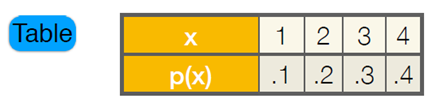 Table
x 1 2 3 4
p(x) .1 .2 .3 .4